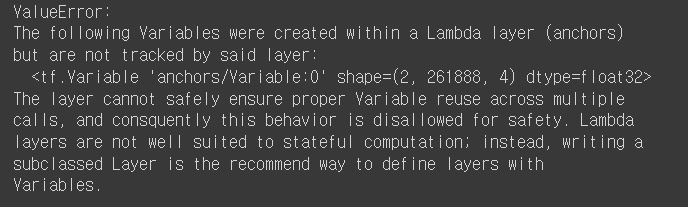 ValueError:
The following Variables were created within a Lambda layer (anchors)
but are not tracked by said layer:
  <tf.Variable 'anchors/Variable:0' shape=(2, 261888, 4) dtype=float32>
The layer cannot safely ensure proper Variable reuse across multiple
calls, and consquently this behavior is disallowed for safety. Lambda
layers are not well suited to stateful computation; instead, writing a
subclassed Layer is the recommend way to define layers with
Variables.